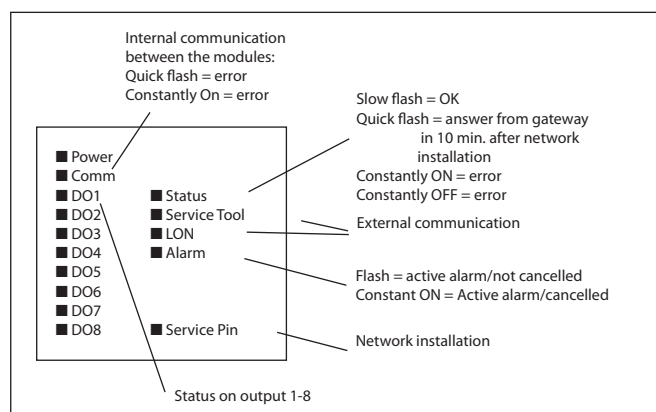 Internal communication
between the modules:
Quick flash = error
Constantly On = error
Slow flash = OK
Quick flash = answer from gateway
in 10 min. after network
installation
Constantly ON = error
Constantly OFF = error
External communication
Flash = active alarm/not cancelled
Constant ON = Active alarm/cancelled
Network installation
Power
Comm
DO1
DO2
DO3
DO4
DO5
DO6
DO7
DO8
Status
Service Tool
LON
Alarm
Service Pin
Status on output 1-8